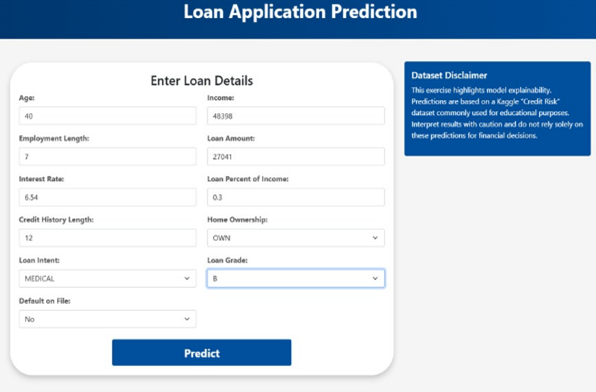 Loan Application Prediction
Enter Loan Details
Age:
Income:
40
48398
Employment Length:
Loan Amount:
7
27041
Interest Rate:
Loan Percent of Income:
6.54
0.3
Credit History Length:
Home Ownership:
12
OWN
Loan Intent:
Loan Grade:
MEDICAL
B
Default on File:
No
Predict
Dataset Disclaimer
This exercise highlights model explainability.
Predictions are based on a Kaggle "Credit Risk"
dataset commonly used for educational purposes.
Interpret results with caution and do not rely solely on
these predictions for financial decisions.